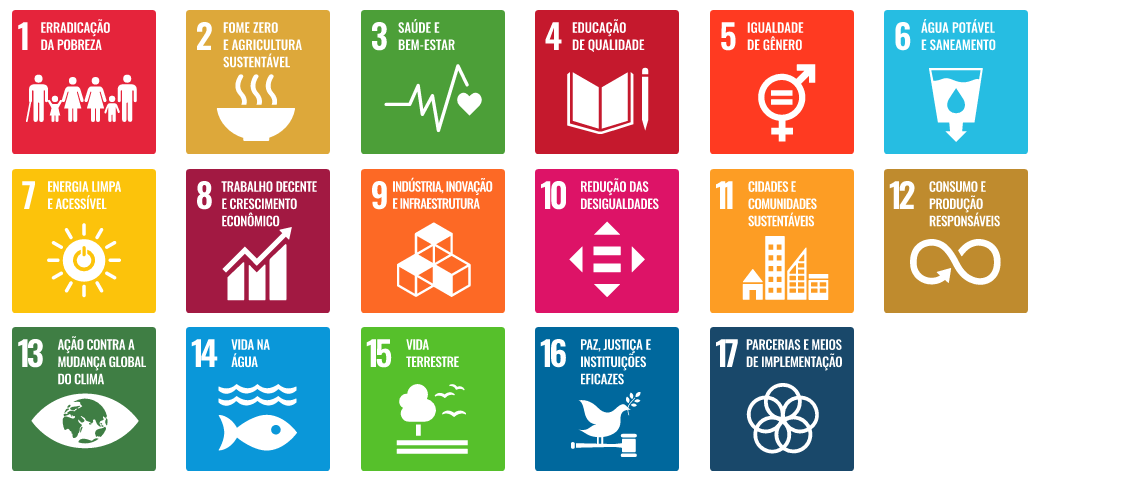 1 ERRADICAÇÃO
DA POBREZA
2 FOME ZERO
E AGRICULTURA
SUSTENTÁVEL
3 SAÚDE E
BEM-ESTAR
4 EDUCAÇÃO
DE QUALIDADE
5 IGUALDADE
DE GÊNERO
6 ÁGUA POTÁVEL
E SANEAMENTO
7 ENERGIA LIMPA
E ACESSÍVEL
8 TRABALHO DECENTE
E CRESCIMENTO
ECONÔMICO
9 INDÚSTRIA, INOVAÇÃO
E INFRAESTRUTURA
10 REDUÇÃO DAS
DESIGUALDADES
11 CIDADES E
COMUNIDADES
SUSTENTÁVEIS
12 CONSUMO E
PRODUÇÃO
RESPONSÁVEIS
13 AÇÃO CONTRA A
MUDANÇA GLOBAL
DO CLIMA
14 VIDA NA
ÁGUA
15 VIDA
TERRESTRE
16 PAZ, JUSTIÇA E
INSTITUIÇÕES
EFICAZES
17 PARCERIAS E MEIOS
DE IMPLEMENTAÇÃO